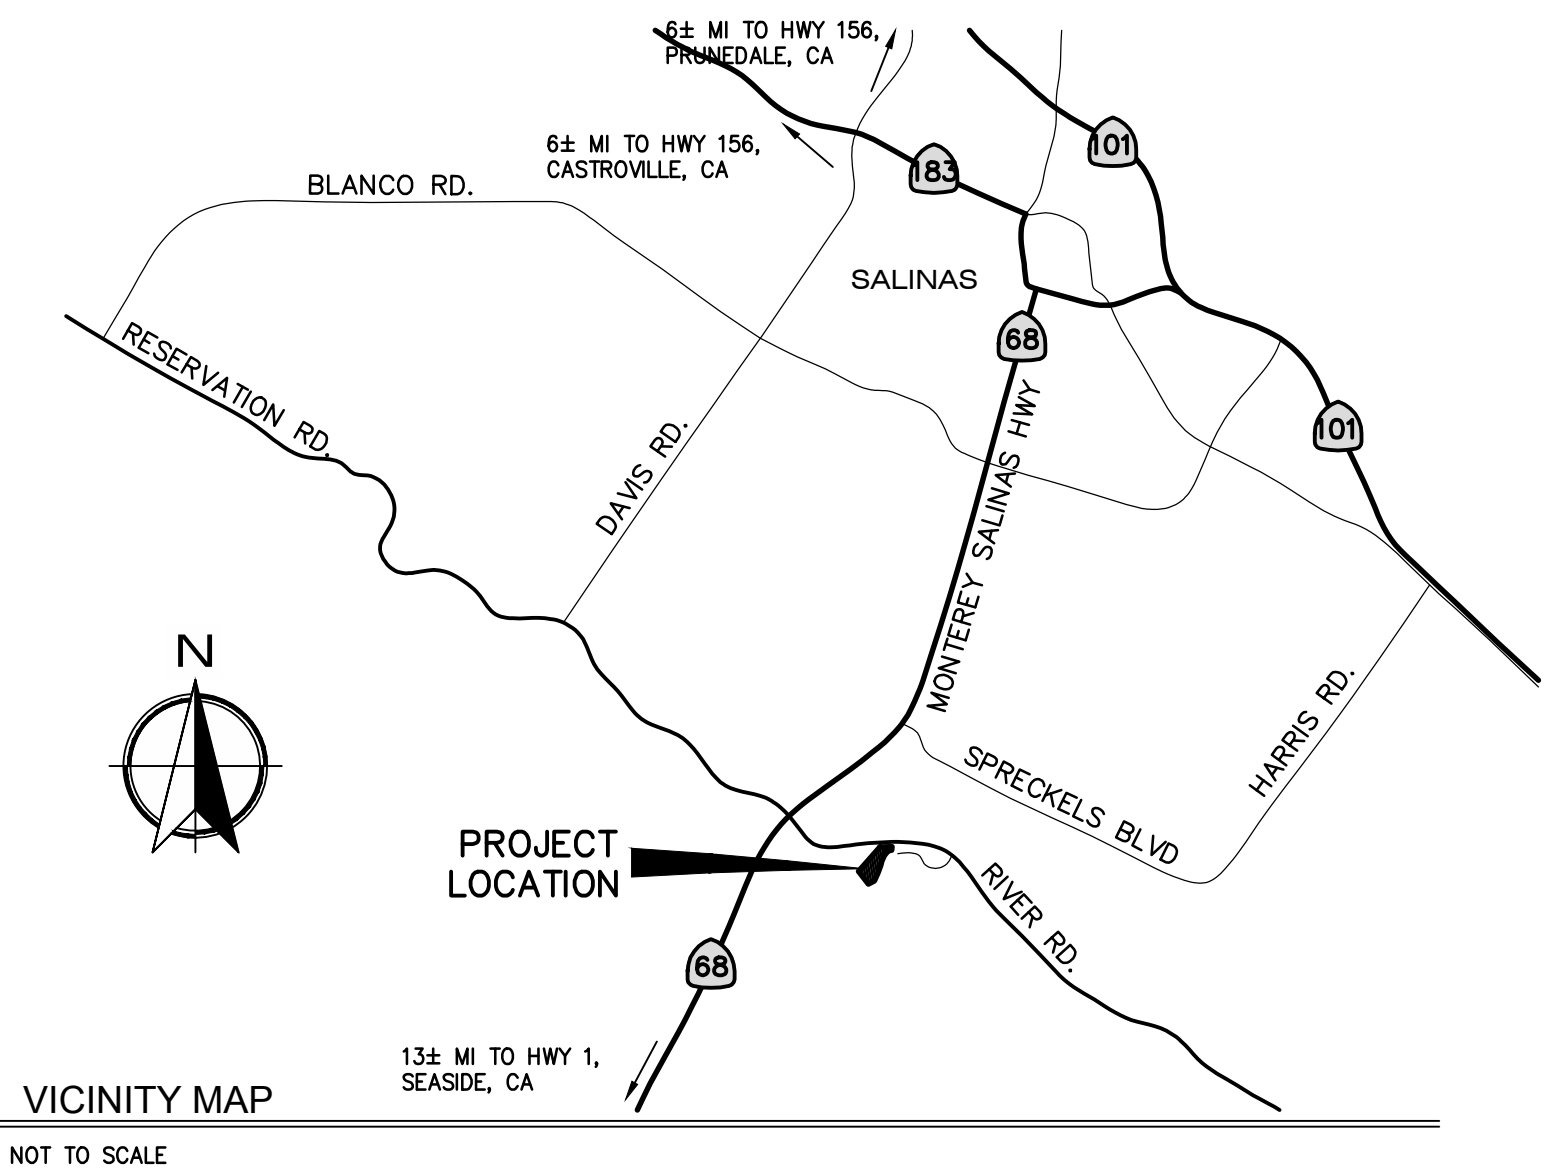 6± MI TO HWY 156,
PRUNEDALE, CA
6± MI TO HWY 156,
CASTROVILLE, CA
101
183
BLANCO RD.
SALINAS
68
RESERVATION RD.
DAVIS RD.
MONTEREY SALINAS HWY
101
N
HARRIS RD.
SPRECKELS BLVD
PROJECT
LOCATION
RIVER RD.
68
13± MI TO HWY 1,
SEASIDE, CA
VICINITY MAP
NOT TO SCALE